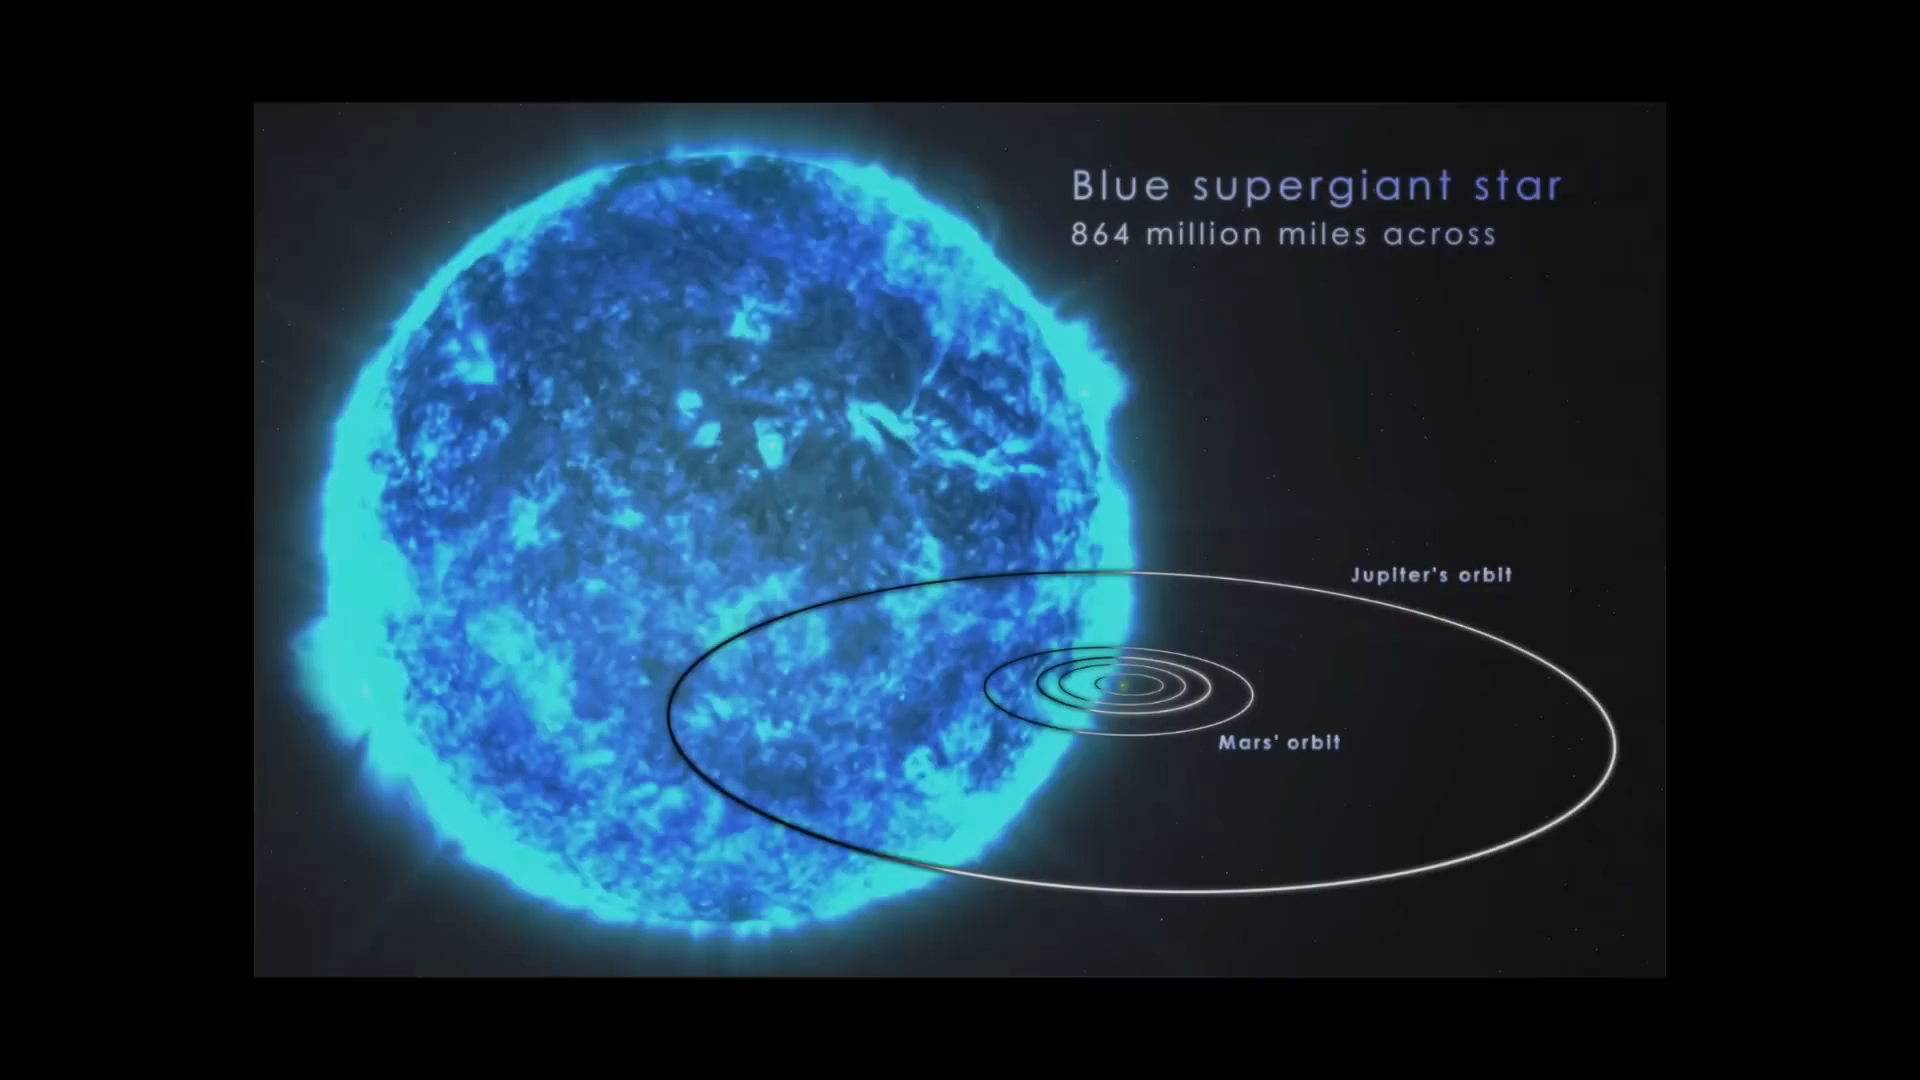 Blue supergiant star
864 million miles across
Jupiter's orbit
Mars' orbit